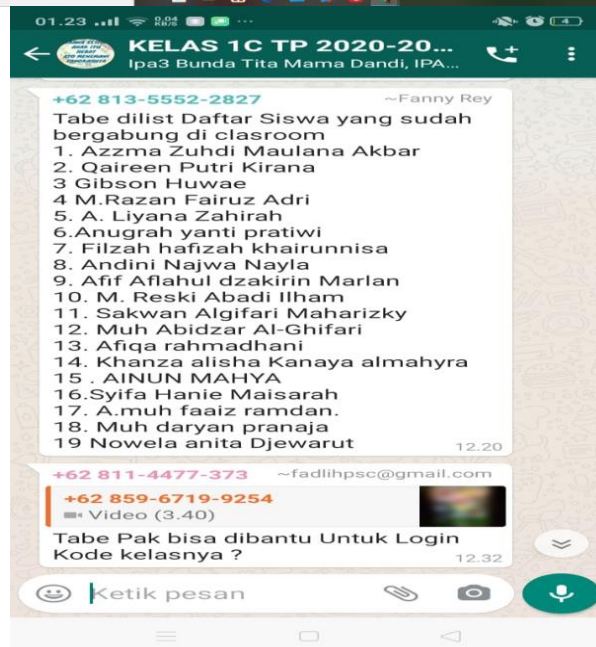 01.23
9,04
KB/S
4
KELAS 1C TP 2020-20...
Ipa3 Bunda Tita Mama Dandi, IPA...
+62 813-5552-2827 ~Fanny Rey
Tabe dilist Daftar Siswa yang sudah
bergabung di clasroom
1. Azzma Zuhdi Maulana Akbar
2. Qaireen Putri Kirana
3 Gibson Huwae
4 M.Razan Fairuz Adri
5. A. Liyana Zahirah
6.Anugrah yanti pratiwi
7. Filzah hafizah khairunnisa
8. Andini Najwa Nayla
9. Afif Aflahul dzakirin Marlan
10. M. Reski Abadi Ilham
11. Sakwan Algifari Maharizky
12. Muh Abidzar Al-Ghifari
13. Afiqa rahmadhani
14. Khanza alisha Kanaya almahyra
15 . AINUN MAHYA
16.Syifa Hanie Maisarah
17. A.muh faaiz ramdan.
18. Muh daryan pranaja
19 Nowela anita Djewarut 12.20
+62 811-4477-373 ~fadlihpsc@gmail.com
+62 859-6719-9254
Video (3.40)
Tabe Pak bisa dibantu Untuk Login
Kode kelasnya ? 12.32
Ketik pesan